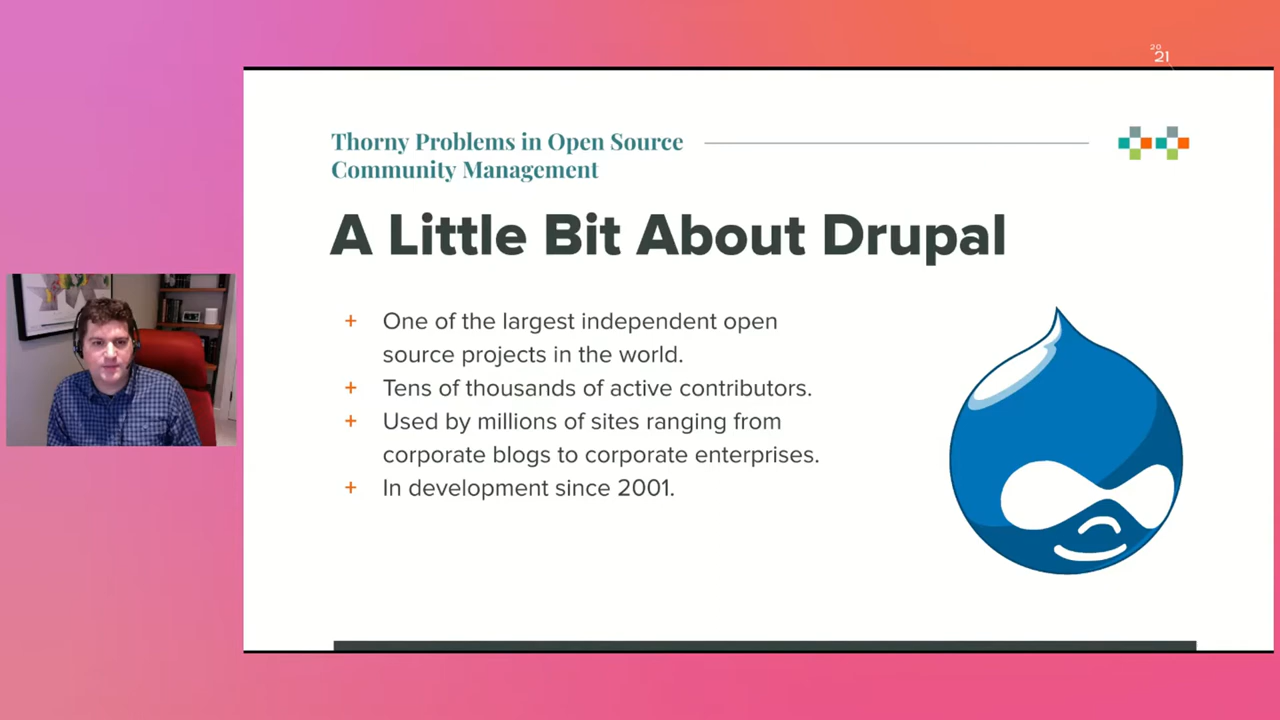 20
21
Thorny Problems in Open Source
Community Management
A Little Bit About Drupal
+ One of the largest independent open
source projects in the world.
+ Tens of thousands of active contributors.
+ Used by millions of sites ranging from
corporate blogs to corporate enterprises.
+ In development since 2001.